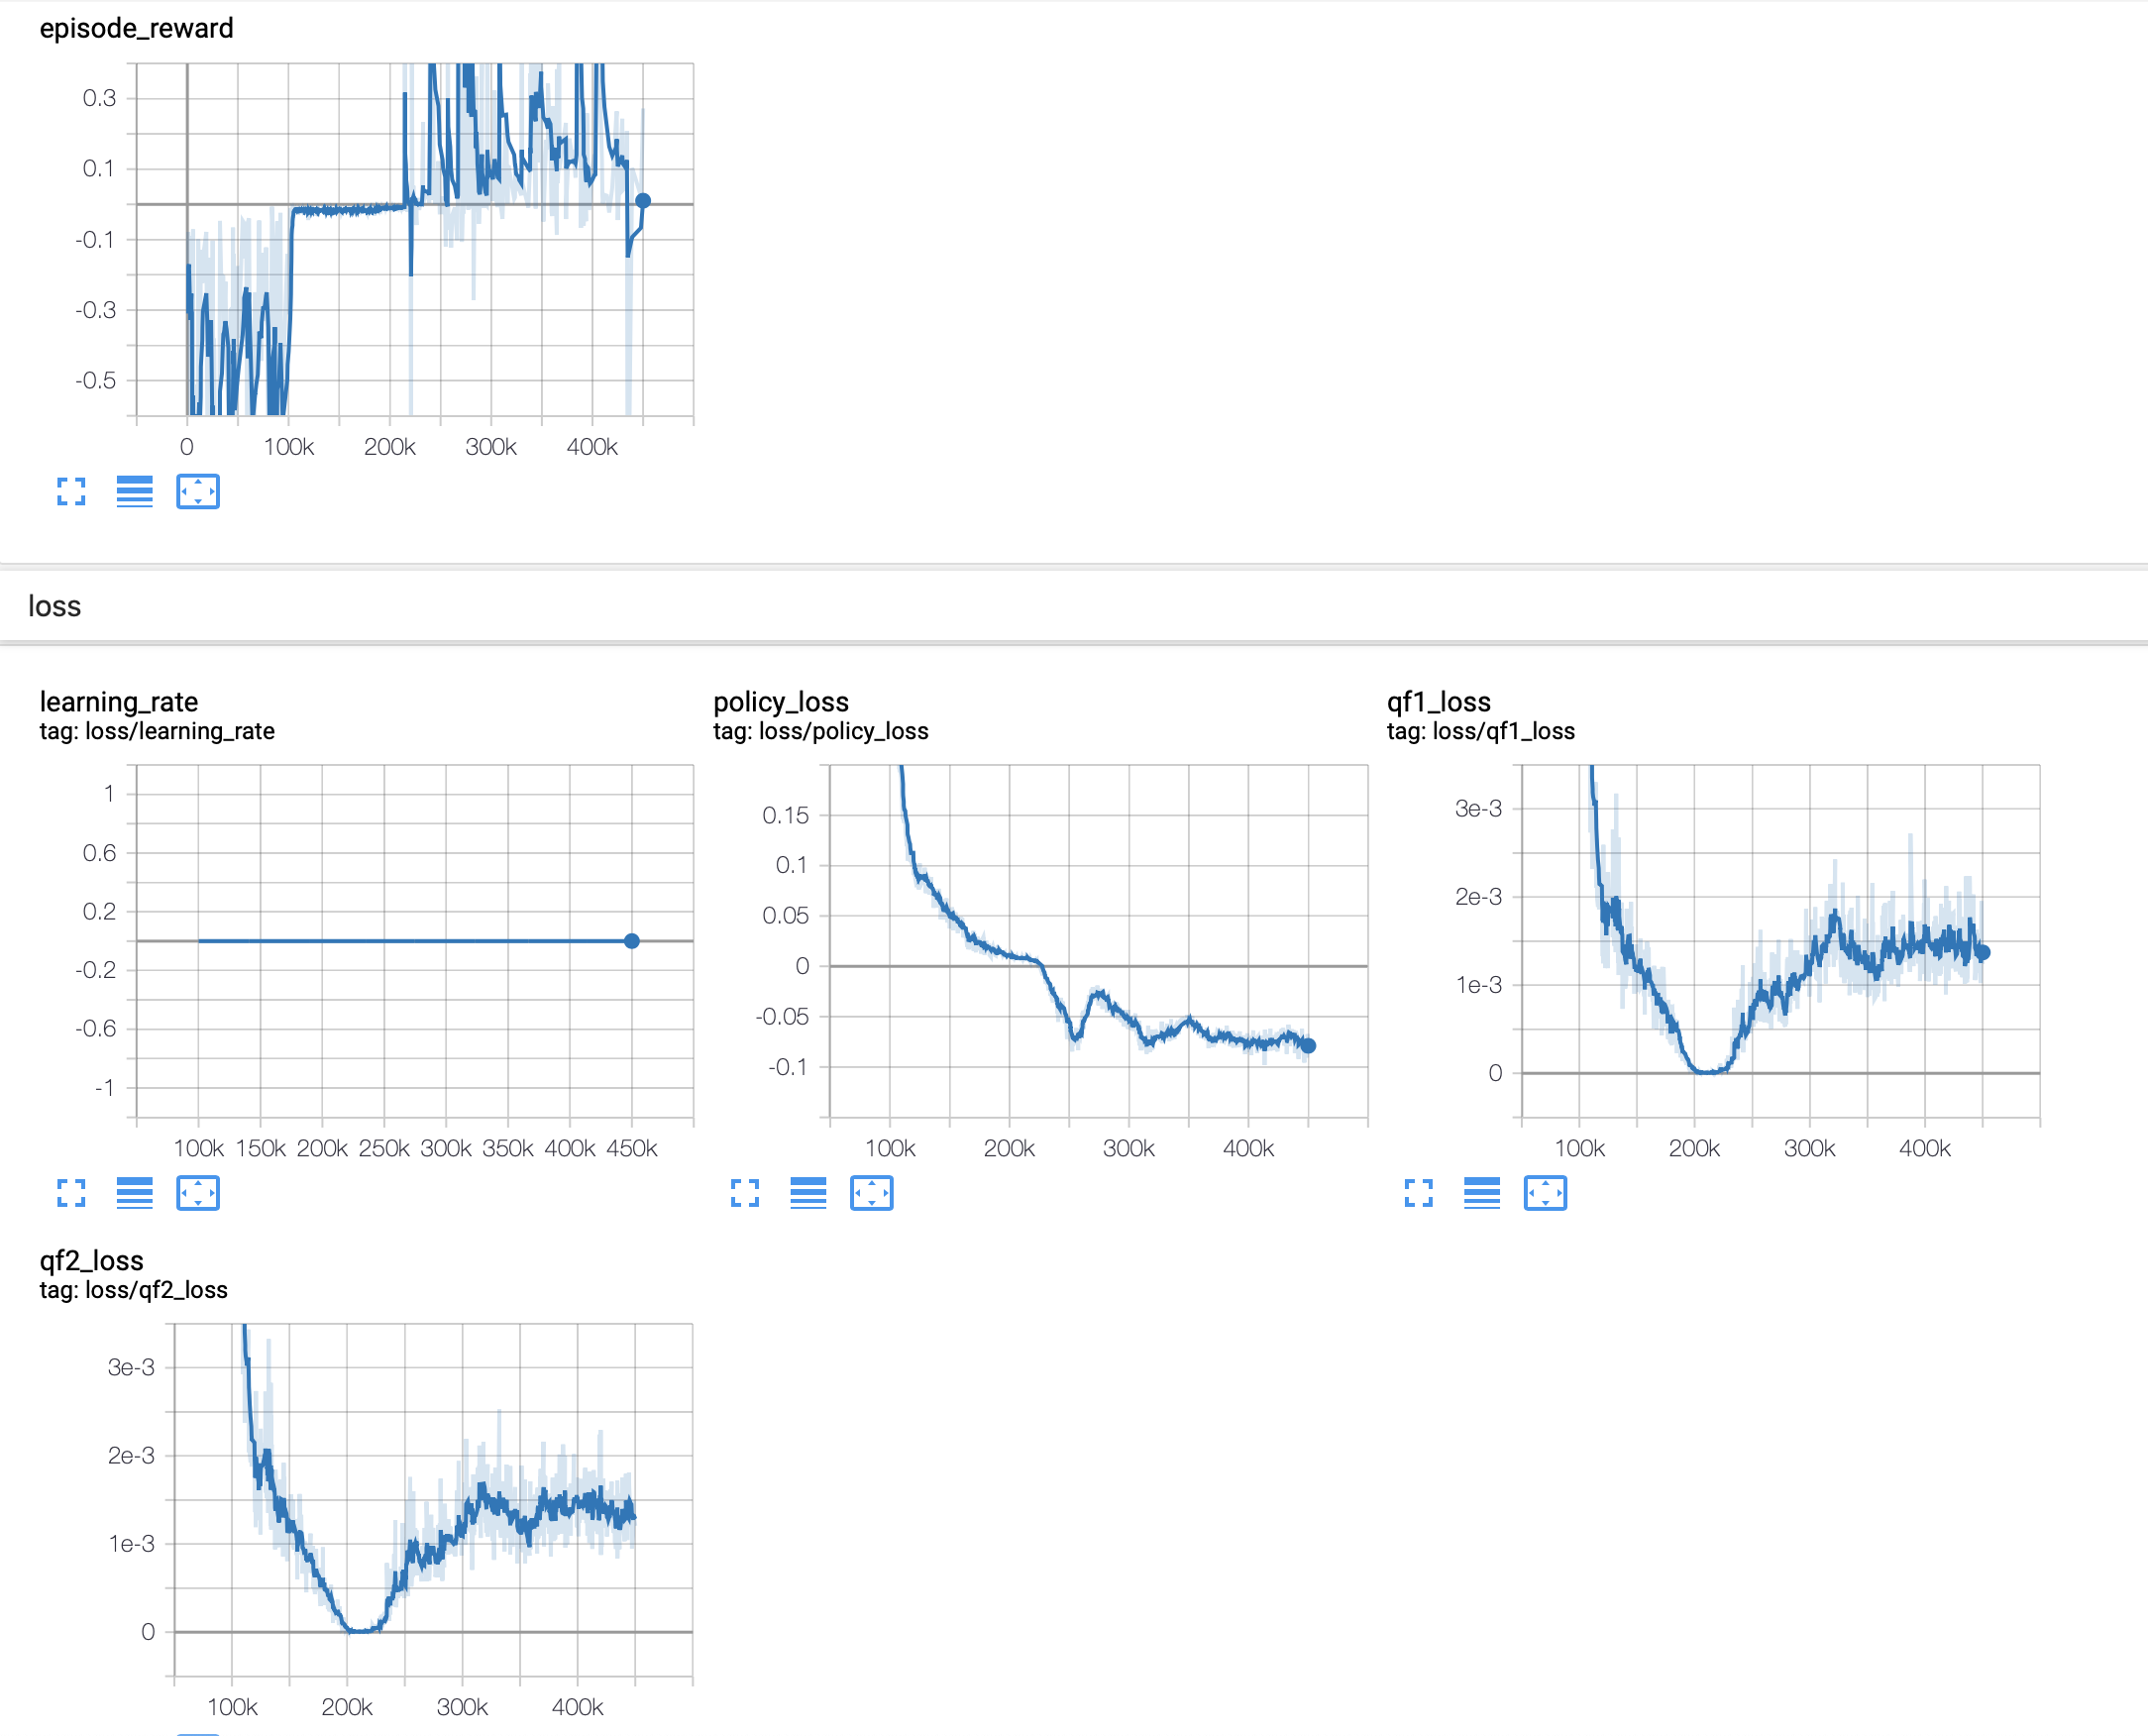 episode_reward
0.3
0.1
-0.1
-0.3
-0.5
0 100k 200k 300k 400k
loss
learning_rate
tag: loss/learning_rate
1
0.6
0.2
-0.2
-0.6
-1
100k 150k 200k 250k 300k 350k 400k 450k
policy_loss
tag: loss/policy_loss
0.15
0.1
0.05
0
-0.05
-0.1
100k 200k 300k 400k
qf1_loss
tag: loss/qf1_loss
3e-3
2e-3
1e-3
0
100k 200k 300k 400k
qf2_loss
tag: loss/qf2_loss
3e-3
2e-3
1e-3
0
100k 200k 300k 400k